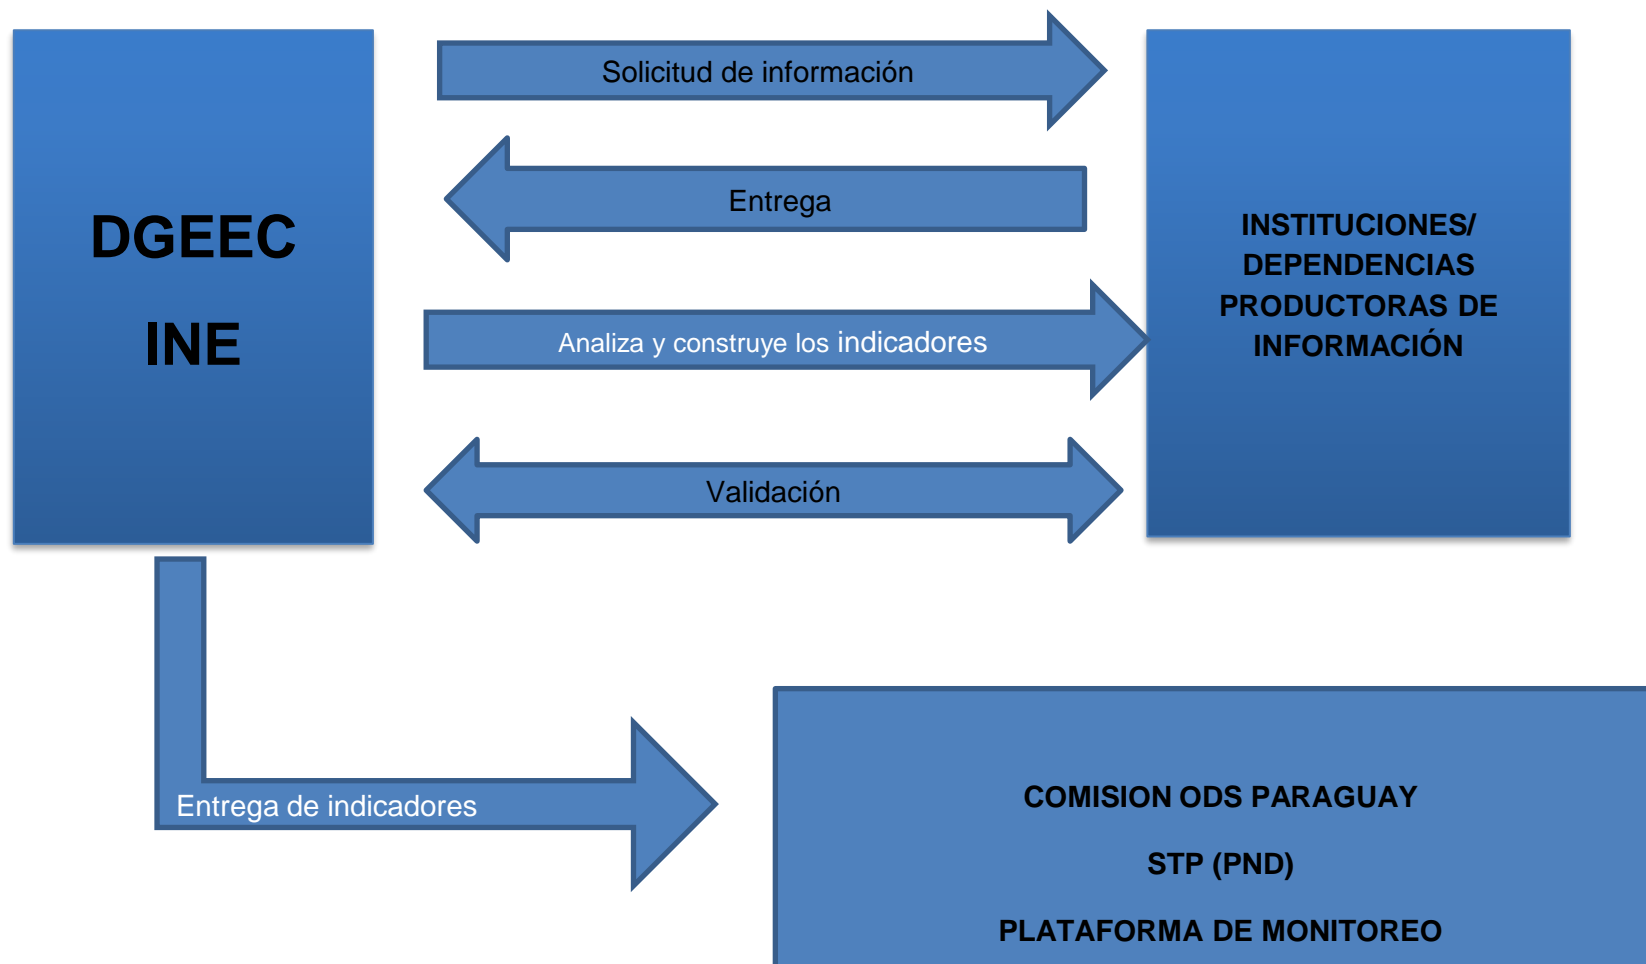 DGEEC
INE
Solicitud de información
Entrega
Analiza y construye los indicadores
Validación
INSTITUCIONES/
DEPENDENCIAS
PRODUCTORAS DE
INFORMACIÓN
Entrega de indicadores
COMISION ODS PARAGUAY
STP (PND)
PLATAFORMA DE MONITOREO